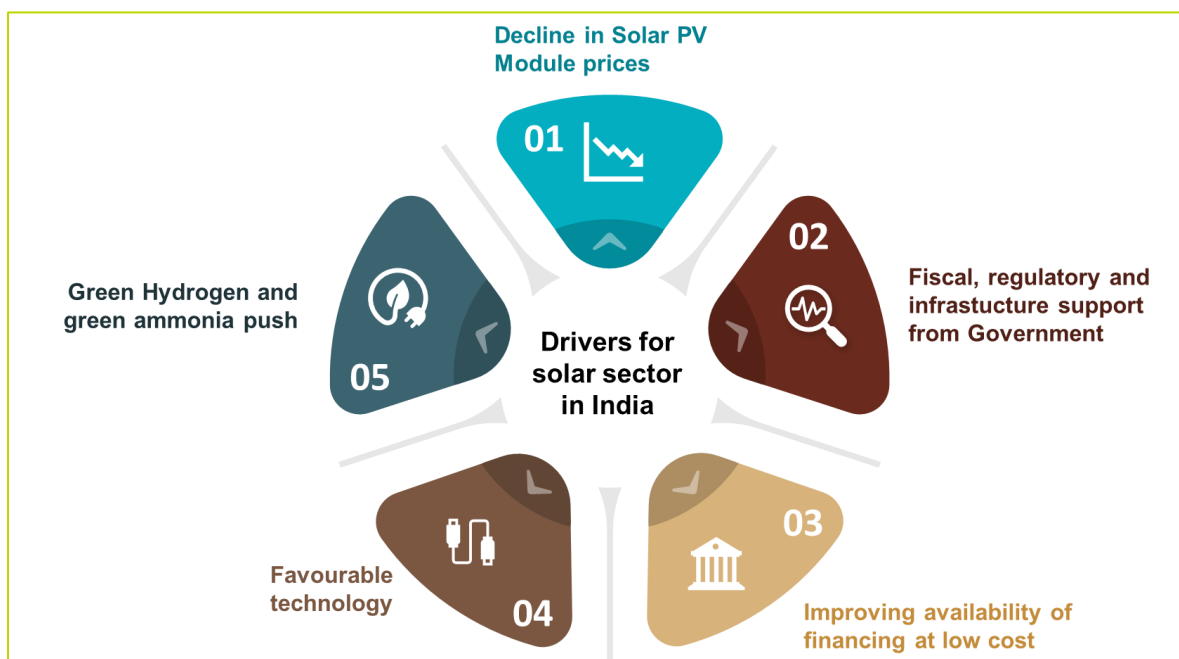 Decline in Solar PV
Module prices
01
02
Fiscal, regulatory and
infrastucture support
from Government
Drivers for
solar sector
in India
03
Improving availability of
financing at low cost
04
Favourable
technology
05
Green Hydrogen and
green ammonia push